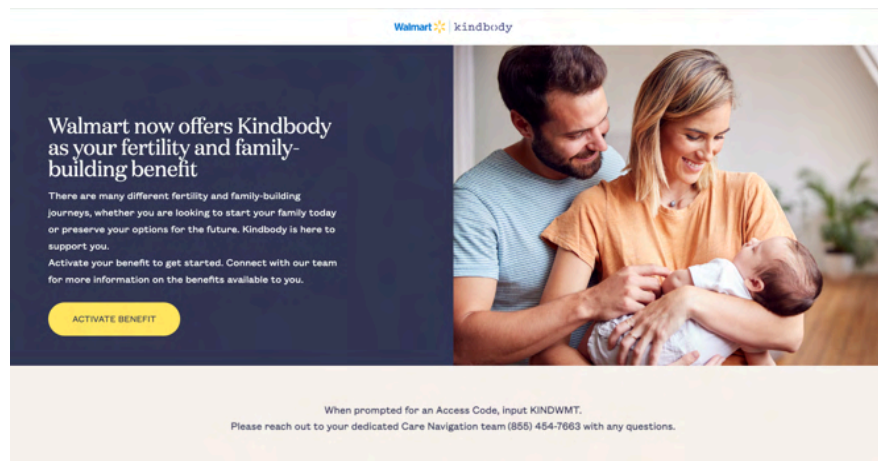 Walmart kindbody
Walmart now offers Kindbody
as your fertility and family-
building benefit
There are many different fertility and family-building
journeys, whether you are looking to start your family today
or preserve your options for the future. Kindbody is here to
support you.
Activate your benefit to get started. Connect with our team
for more information on the benefits available to you.
ACTIVATE BENEFIT
When prompted for an Access Code, input KINDWMT.
Please reach out to your dedicated Care Navigation team (855) 454-7663 with any questions.